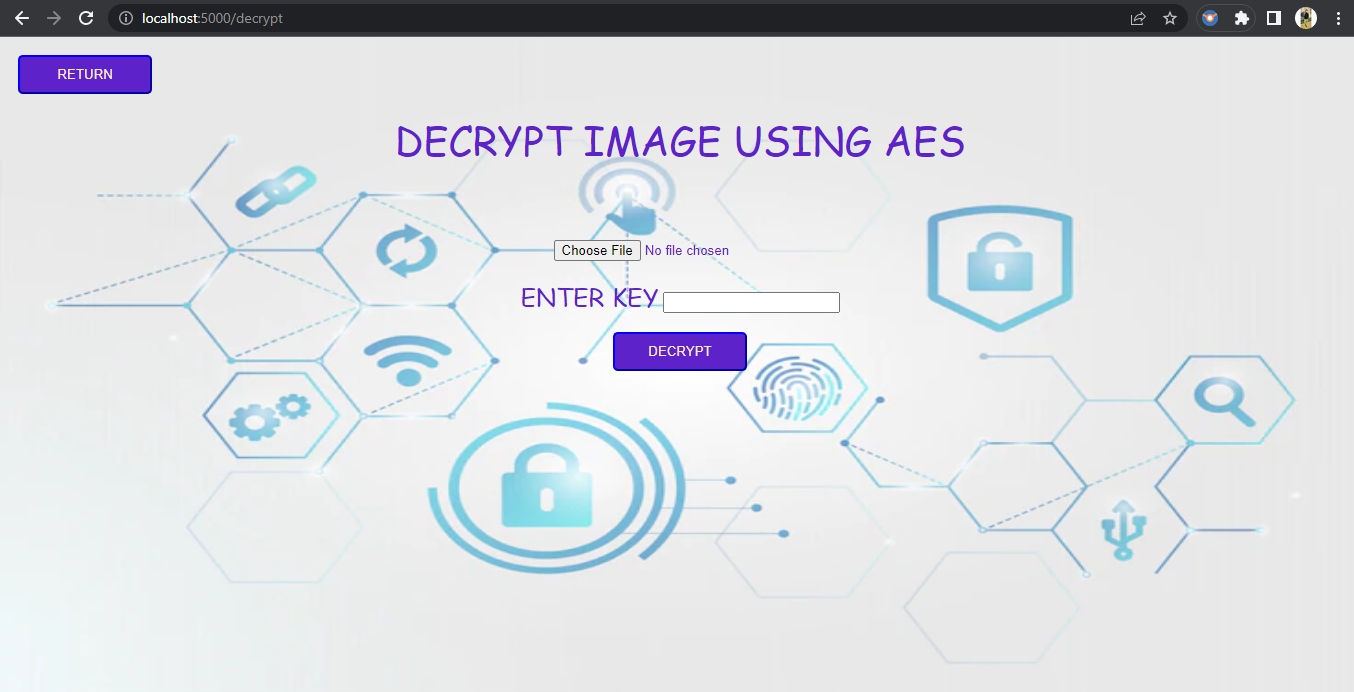 localhost:5000/decrypt
RETURN
DECRYPT IMAGE USING AES
Choose File No file chosen
ENTER KEY
DECRYPT